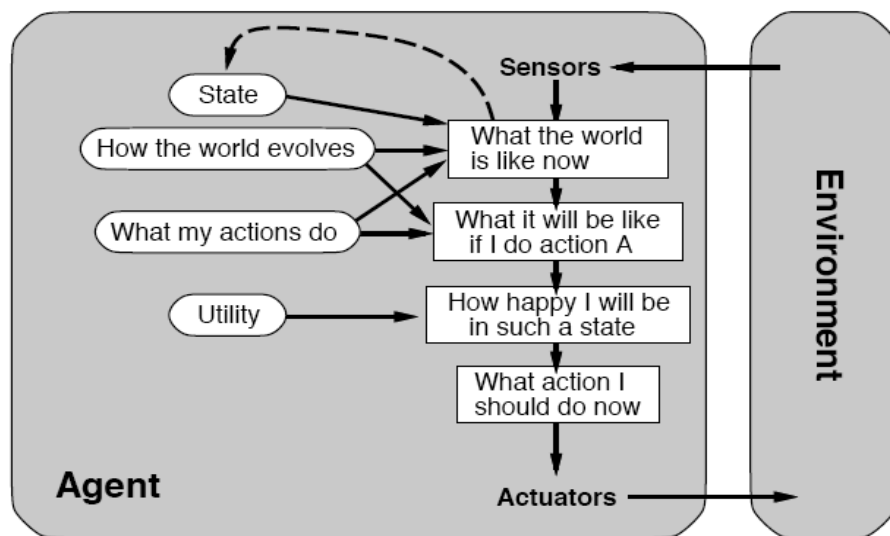 Sensors
State
What the world
is like now
How the world evolves
What it will be like
if I do action A
What my actions do
How happy I will be
in such a state
Utility
What action I
should do now
Agent
Actuators
Environment